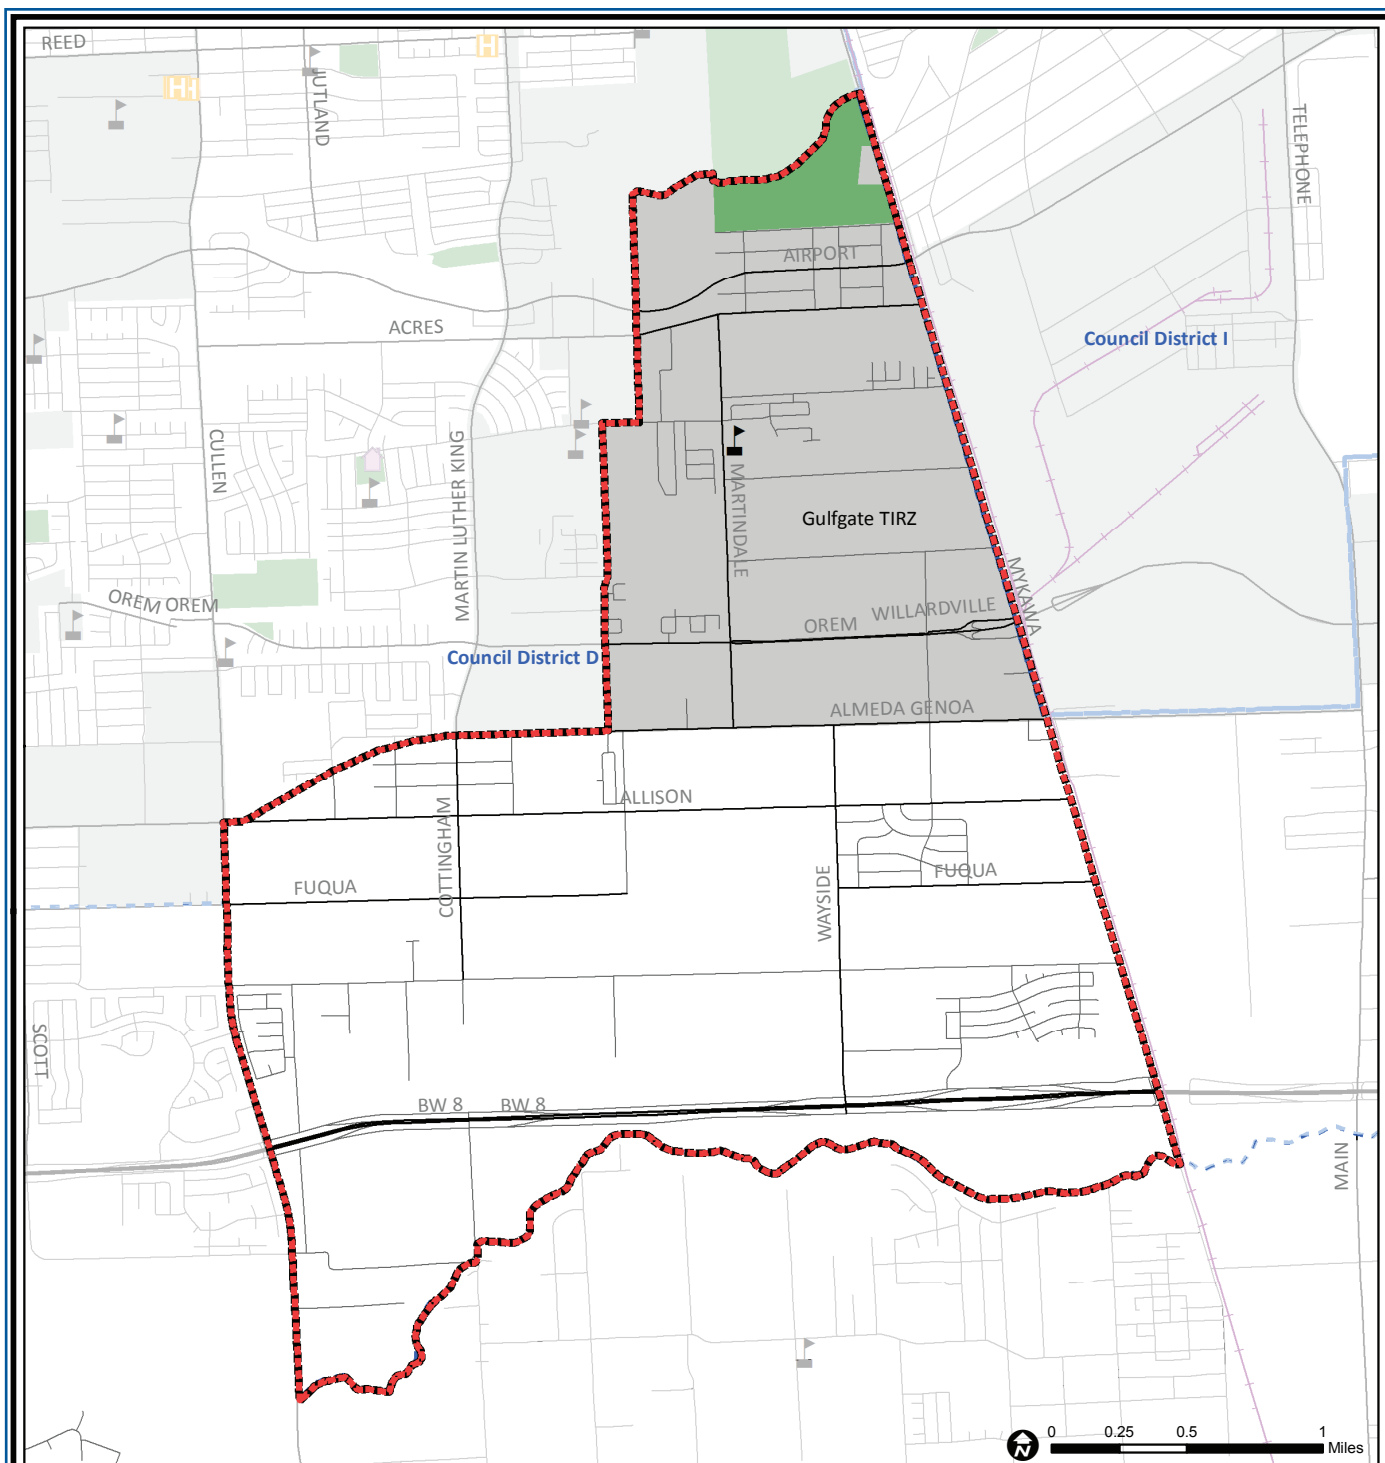 REED
H
H
H
JUTLAND
TELEPHONE
AIRPORT
ACRES
Council District I
CULLEN
MARTIN LUTHER KING
MARTINDALE
Gulfgate TIRZ
MYKAWA
OREM OREM
WILLARDVILLE
OREM
Council District D
ALMEDA GENOA
ALLISON
COTTINGHAM
WAYSIDE
FUQUA
FUQUA
SCOTT
BW 8 BW 8
MAIN
N
0 0.25 0.5 1
Miles